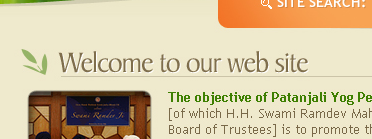 SITE SEARCH:
Welcome to our web site
Swami Ramdev Ji
The objective of Patanjali Yog Pe
[of which H.H. Swami Ramdev Mah
Board of Trustees] is to promote th